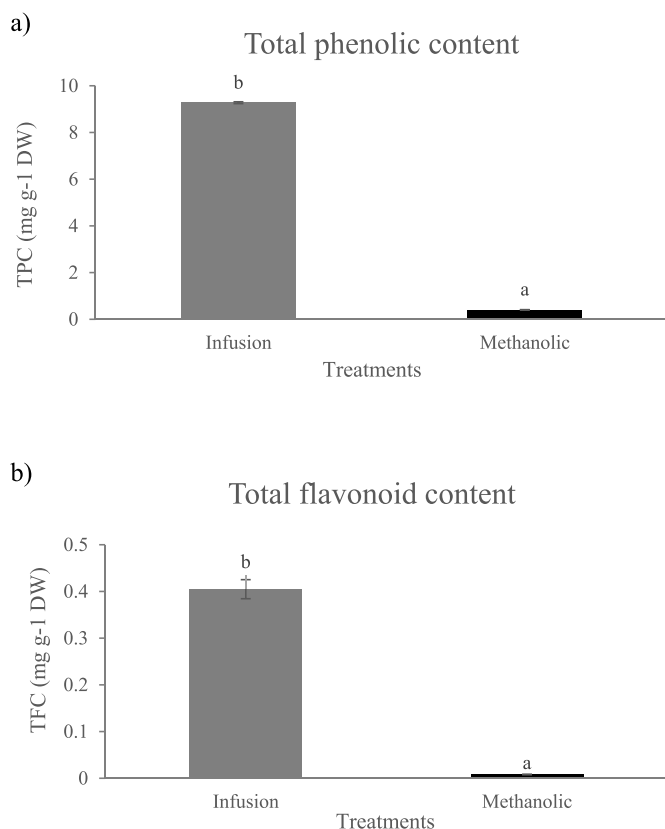 a)
Total phenolic content
b
a
10
8
6
4
2
0
TPC (mg g-1 DW)
Infusion
Methanolic
Treatments
b)
Total flavonoid content
b
a
0.5
0.4
0.3
0.2
0.1
0
TFC (mg g-1 DW)
Infusion
Methanolic
Treatments